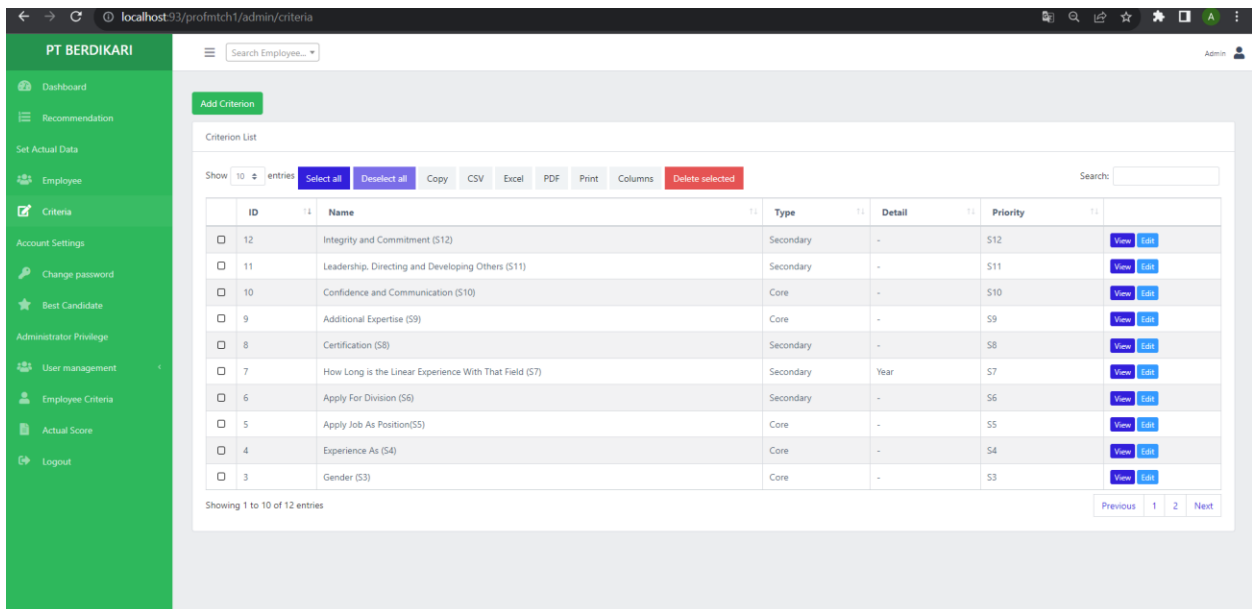 localhost:93/profmtch1/admin/criteria
A
PT BERDIKARI
Search Employee...
Admin
Dashboard
Recommendation
Set Actual Data
Employee
Criteria
Account Settings
Change password
Best Candidate
Administrator Privilege
User management
Employee Criteria
Actual Score
Logout
Add Criterion
Criterion List
Show 10 entries Select all Deselect all Copy CSV Excel PDF Print Columns Delete selected Search:
ID Name Type Detail Priority
12 Integrity and Commitment (S12) Secondary - S12 View Edit
11 Leadership, Directing and Developing Others (S11) Secondary - S11 View Edit
10 Confidence and Communication (S10) Core - S10 View Edit
9 Additional Expertise (S9) Core - S9 View Edit
8 Certification (S8) Secondary - S8 View Edit
7 How Long is the Linear Experience With That Field (S7) Secondary Year S7 View Edit
6 Apply For Division (S6) Secondary - S6 View Edit
5 Apply Job As Position(S5) Core - S5 View Edit
4 Experience As (S4) Core - S4 View Edit
3 Gender (S3) Core - S3 View Edit
Showing 1 to 10 of 12 entries
Previous 1 2 Next